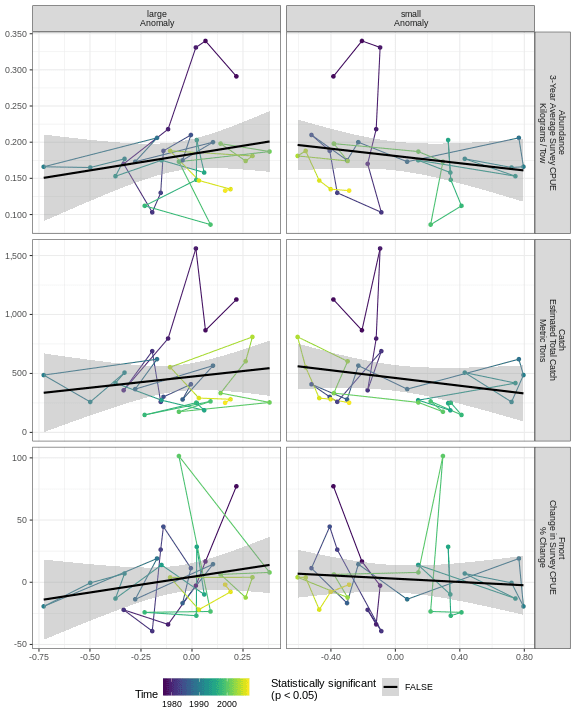 large
Anomaly
small
Anomaly
0.350
0.300
0.250
0.200
0.150
0.100
Abundance
3-Year Average Survey CPUE
Kilograms / Tow
1,500
1,000
500
0
Catch
Estimated Total Catch
Metric Tons
100
50
0
-50
Fmort
Change in Survey CPUE
% Change
-0.75
-0.50
-0.25
0.00
0.25
-0.40
0.00
0.40
0.80
Time
1980
1990
2000
Statistically significant
(p < 0.05)
FALSE